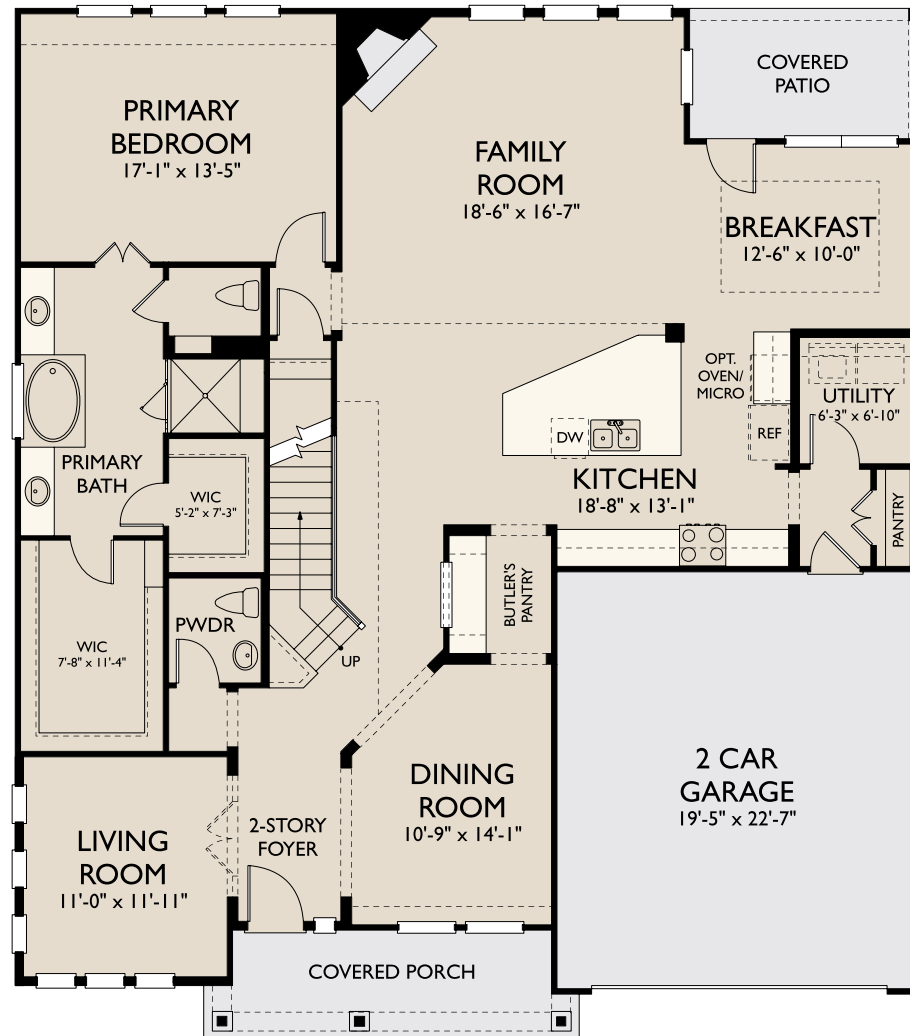 COVERED
PATIO
PRIMARY
BEDROOM
17'-1" x 13'-5"
FAMILY
ROOM
18'-6" x 16'-7"
BREAKFAST
12'-6" x 10'-0"
OPT.
OVEN/
MICRO
UTILITY
6'-3" x 6'-10"
DW
REF
PRIMARY
BATH
WIC
5'-2" x 7'-3"
KITCHEN
18'-8" x 13'-1"
PANTRY
BUTLER'S
PANTRY
PWDR
WIC
7'-8" x 11'-4"
UP
DINING
ROOM
10'-9" x 14'-1"
2 CAR
GARAGE
19'-5" x 22'-7"
LIVING
ROOM
11'-0" x 11'-11"
2-STORY
FOYER
COVERED PORCH